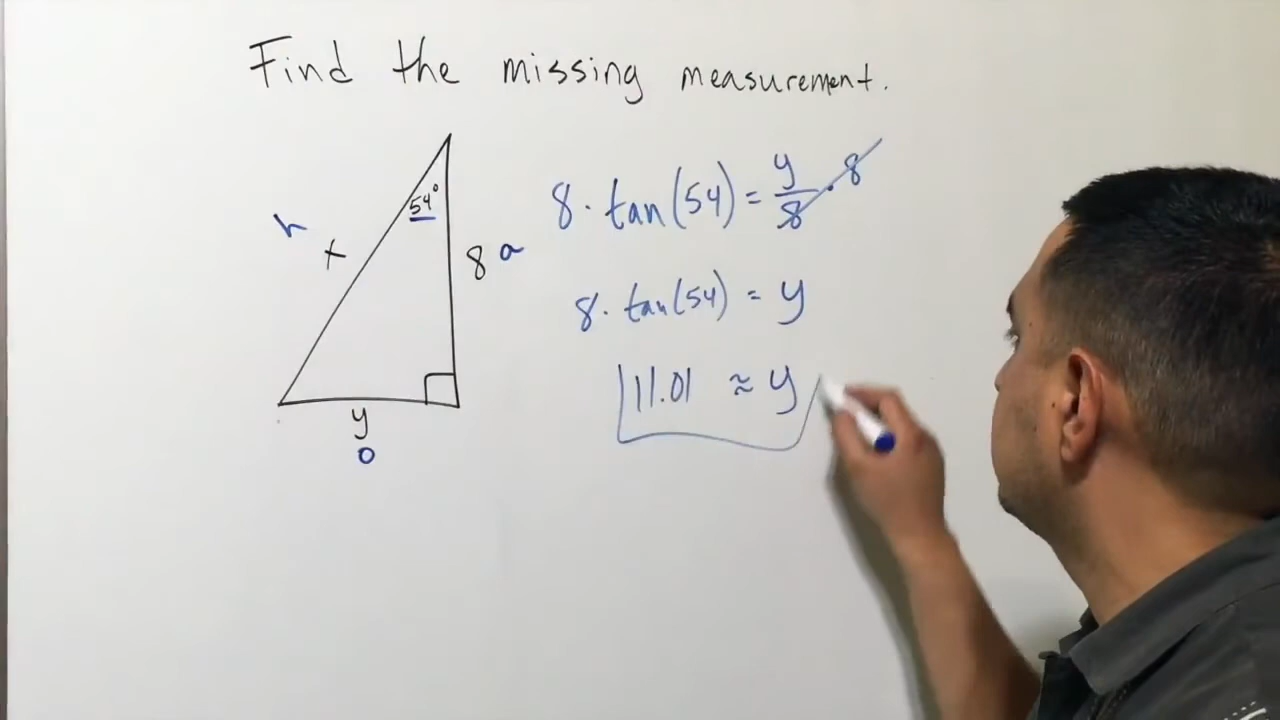 Find the missing measurement.
54°
h
x
8 a
y
o
8 · tan(54) = y/8 · 8
8 · tan(54) = y
11.01 ≈ y